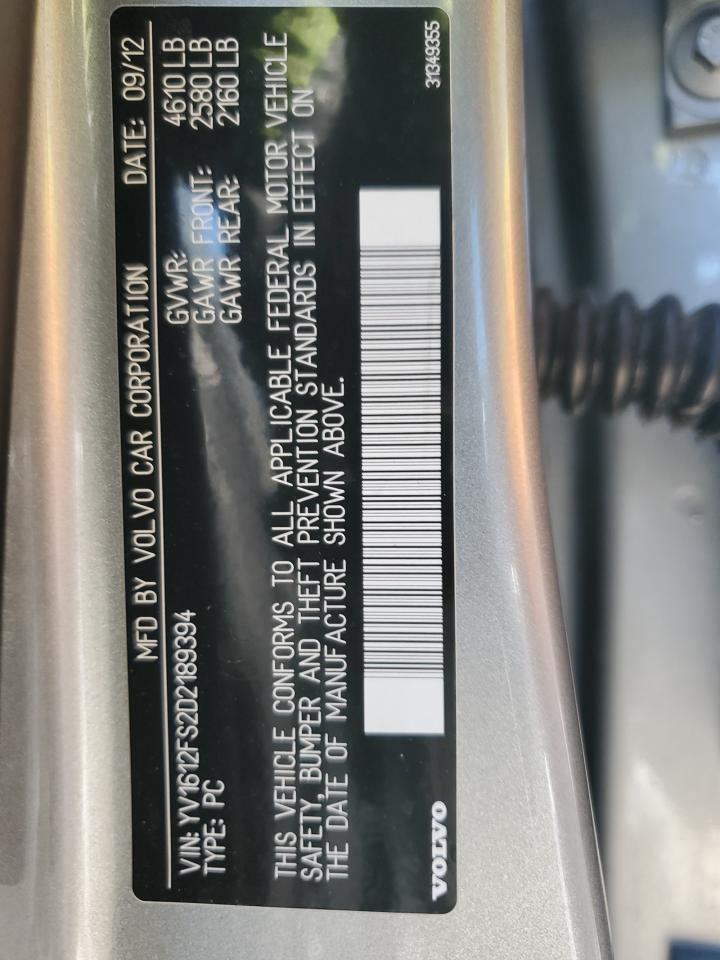 MFD BY VOLVO CAR CORPORATION DATE: 09/12
VIN: YV1612FS2D2189394 GVWR: 4610 LB
TYPE: PC GAWR FRONT: 2580 LB
GAWR REAR: 2160 LB
THIS VEHICLE CONFORMS TO ALL APPLICABLE FEDERAL MOTOR VEHICLE
SAFETY, BUMPER AND THEFT PREVENTION STANDARDS IN EFFECT ON
THE DATE OF MANUFACTURE SHOWN ABOVE.
VOLVO 31349355